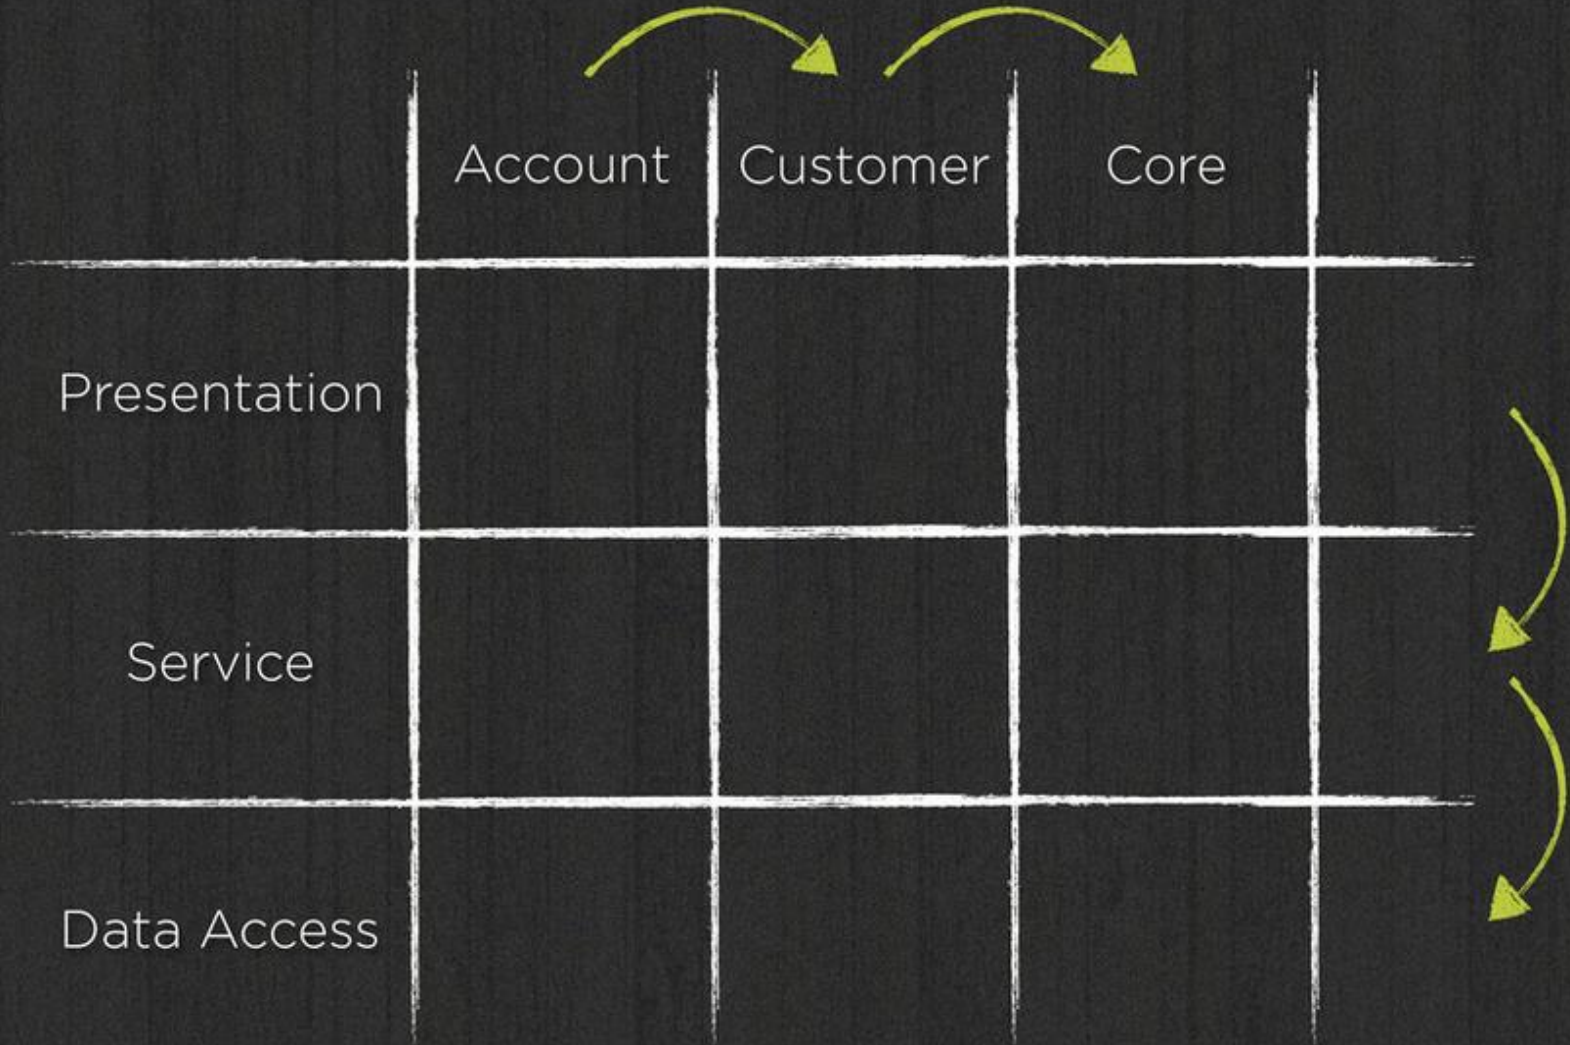 Account Customer Core
Presentation
Service
Data Access